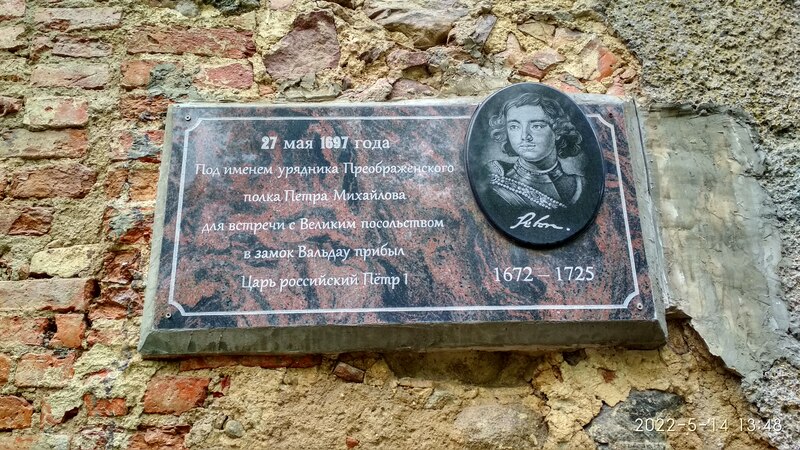 27 мая 1697 года
Под именем урядника Преображенского
полка Петра Михайлова
для встречи с Великим посольством
в замок Вальдау прибыл
Царь российский Петр I
1672 – 1725
2022-5-14 13:48